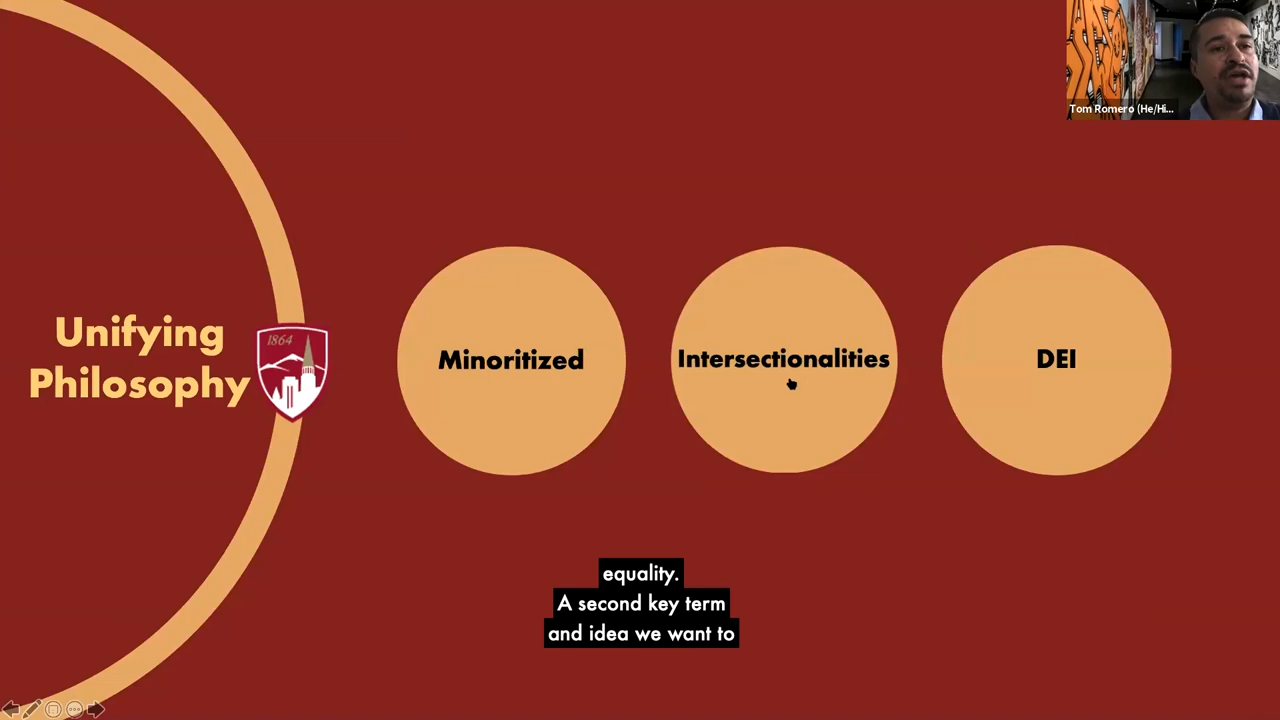 Tom Romero (He/Hi...
Unifying
Philosophy
1864
Minoritized
Intersectionalities
DEI
equality.
A second key term
and idea we want to